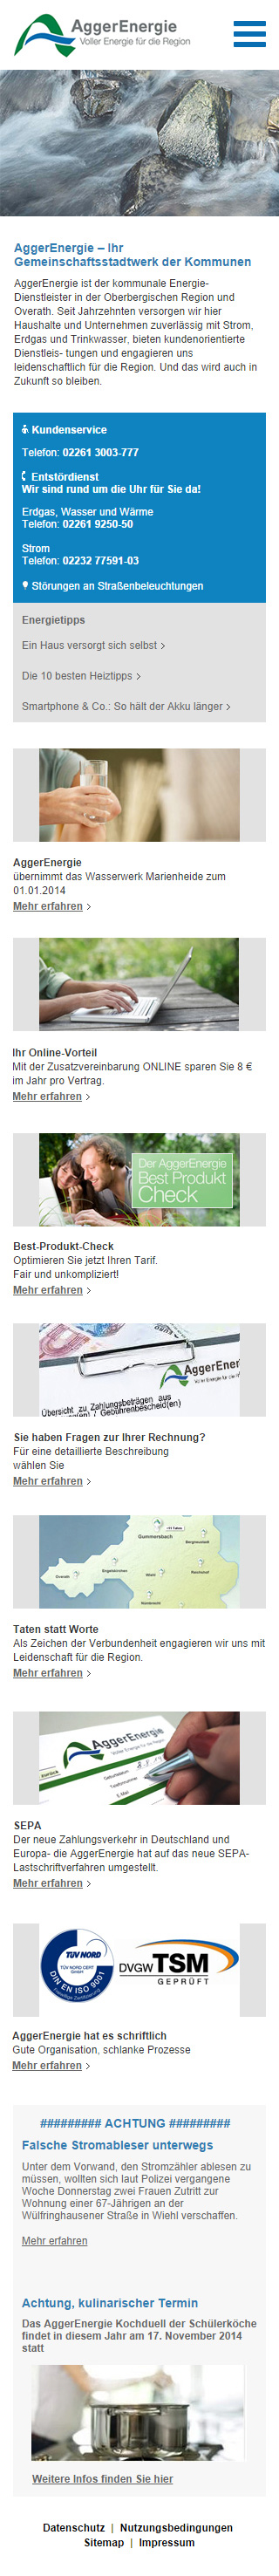 AggerEnergie
Voller Energie für die Region
AggerEnergie – Ihr
Gemeinschaftsstadtwerk der Kommunen
AggerEnergie ist der kommunale Energie-
Dienstleister in der Oberbergischen Region und
Overath. Seit Jahrzehnten versorgen wir hier
Haushalte und Unternehmen zuverlässig mit Strom,
Erdgas und Trinkwasser, bieten kundenorientierte
Dienstleis- tungen und engagieren uns
leidenschaftlich für die Region. Und das wird auch in
Zukunft so bleiben.
Kundenservice
Telefon: 02261 3003-777
Entstördienst
Wir sind rund um die Uhr für Sie da!
Erdgas, Wasser und Wärme
Telefon: 02261 9250-50
Strom
Telefon: 02232 77591-03
Störungen an Straßenbeleuchtungen
Energietipps
Ein Haus versorgt sich selbst >
Die 10 besten Heiztipps >
Smartphone & Co.: So hält der Akku länger >
AggerEnergie
übernimmt das Wasserwerk Marienheide zum
01.01.2014
Mehr erfahren >
Ihr Online-Vorteil
Mit der Zusatzvereinbarung ONLINE sparen Sie 8 €
im Jahr pro Vertrag.
Mehr erfahren >
Der AggerEnergie
Best Produkt
Check
Best-Produkt-Check
Optimieren Sie jetzt Ihren Tarif.
Fair und unkompliziert!
Mehr erfahren >
AggerEner
Übersicht zu Zahlungsbeträgen aus
Sie haben Fragen zur Ihrer Rechnung?
Für eine detaillierte Beschreibung
wählen Sie
Mehr erfahren >
Gummersbach
Overath
Engelskirchen
Wiehl
Taten statt Worte
Als Zeichen der Verbundenheit engagieren wir uns mit
Leidenschaft für die Region.
Mehr erfahren >
AggerEnergie
SEPA
Der neue Zahlungsverkehr in Deutschland und
Europa- die AggerEnergie hat auf das neue SEPA-
Lastschriftverfahren umgestellt.
Mehr erfahren >
TÜV NORD
TÜV NORD CERT
GmbH
DIN EN ISO 9001
DVGW TSM
GEPRÜFT
AggerEnergie hat es schriftlich
Gute Organisation, schlanke Prozesse
Mehr erfahren >
######### ACHTUNG #########
Falsche Stromableser unterwegs
Unter dem Vorwand, den Stromzähler ablesen zu
müssen, wollten sich laut Polizei vergangene
Woche Donnerstag zwei Frauen Zutritt zur
Wohnung einer 67-Jährigen an der
Wülfringhausener Straße in Wiehl verschaffen.
Mehr erfahren
Achtung, kulinarischer Termin
Das AggerEnergie Kochduell der Schülerköche
findet in diesem Jahr am 17. November 2014
statt
Weitere Infos finden Sie hier
Datenschutz | Nutzungsbedingungen
Sitemap | Impressum